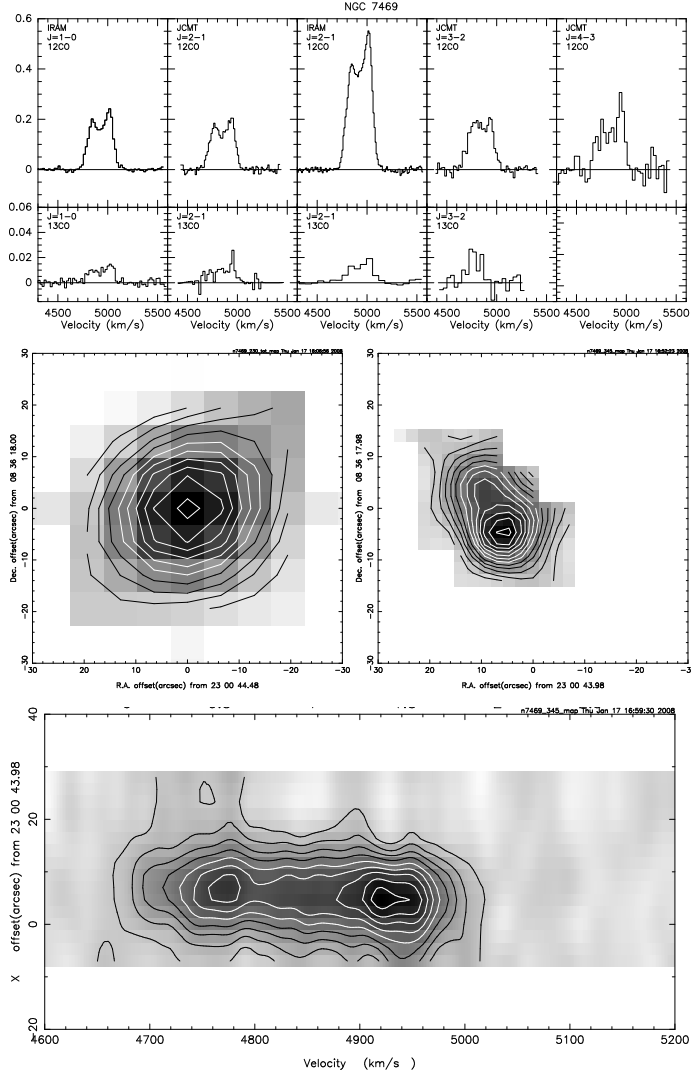 NGC 7469
IRAM JCMT IRAM JCMT JCMT
J=1-0 J=2-1 J=2-1 J=3-2 J=4-3
12CO 12CO 12CO 12CO 12CO
0.6
0.4
0.2
0
0.06
J=1-0 J=2-1 J=2-1 J=3-2
13CO 13CO 13CO 13CO
0.04
0.02
0
4500 5000 5500 4500 5000 5500 4500 5000 5500 4500 5000 5500 4500 5000 5500
Velocity (km/s) Velocity (km/s) Velocity (km/s) Velocity (km/s) Velocity (km/s)
n7469_345_map Thu Jan 17 2008
30
20
10
0
-10
-20
-30
Dec. offset(arcsec) from 08 36 18.00
30 20 10 0 -10 -20 -30
R.A. offset(arcsec) from 23 00 44.48
30
20
10
0
-10
-20
-30
Dec. offset(arcsec) from 08 36 17.98
20 10 0 -10 -20 -3
R.A. offset(arcsec) from 23 00 43.98
n7469_345_map Thu Jan 17 16:59:30 2008
40
20
0
20
X offset(arcsec) from 23 00 43.98
4600 4700 4800 4900 5000 5100 5200
Velocity (km/s )